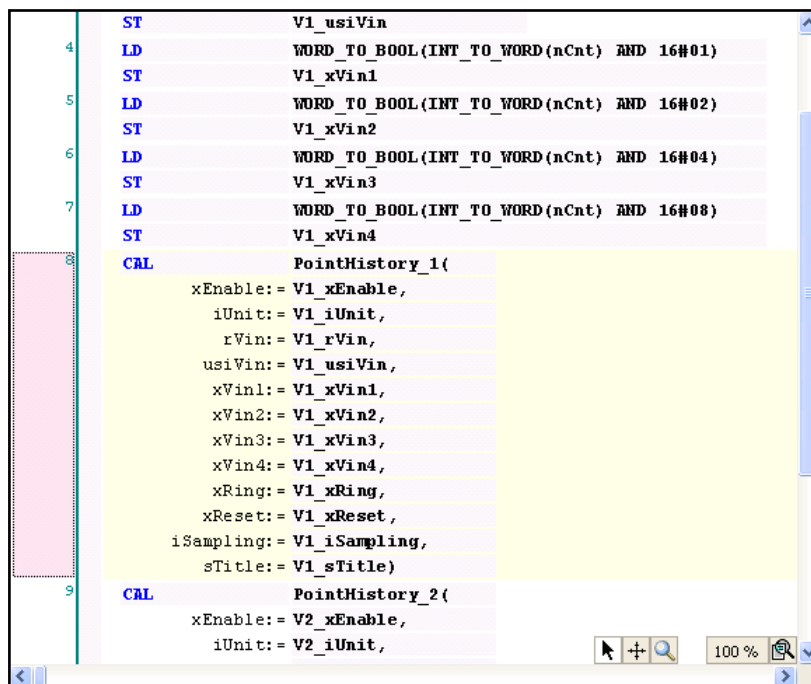 ST V1_usiVin
4 LD WORD_TO_BOOL(INT_TO_WORD(nCnt) AND 16#01)
ST V1_xVin1
5 LD WORD_TO_BOOL(INT_TO_WORD(nCnt) AND 16#02)
ST V1_xVin2
6 LD WORD_TO_BOOL(INT_TO_WORD(nCnt) AND 16#04)
ST V1_xVin3
7 LD WORD_TO_BOOL(INT_TO_WORD(nCnt) AND 16#08)
ST V1_xVin4
8 CAL PointHistory_1(
xEnable:= V1_xEnable,
iUnit:= V1_iUnit,
rVin:= V1_rVin,
usiVin:= V1_usiVin,
xVin1:= V1_xVin1,
xVin2:= V1_xVin2,
xVin3:= V1_xVin3,
xVin4:= V1_xVin4,
xRing:= V1_xRing,
xReset:= V1_xReset,
iSampling:= V1_iSampling,
sTitle:= V1_sTitle)
9 CAL PointHistory_2(
xEnable:= V2_xEnable,
iUnit:= V2_iUnit,
100 %